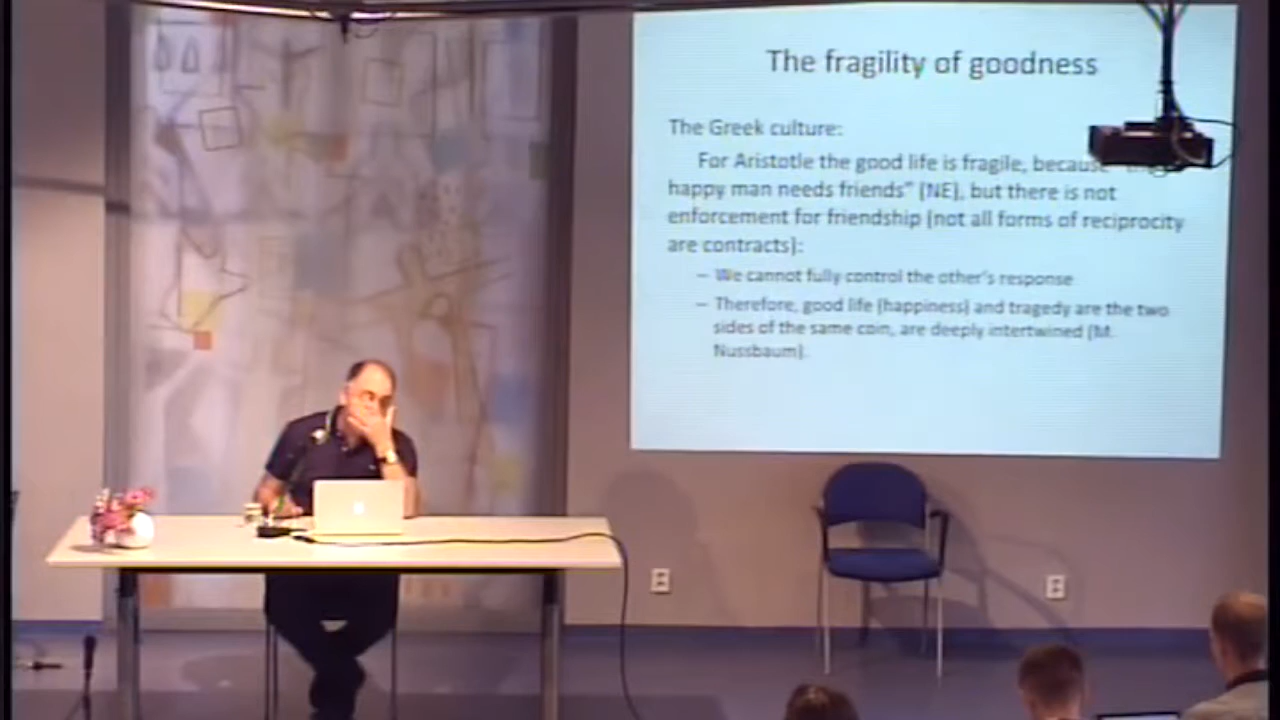 The fragility of goodness
The Greek culture:
For Aristotle the good life is fragile, because
happy man needs friends” (NE), but there is not
enforcement for friendship (not all forms of reciprocity
are contracts):
– We cannot fully control the other's response
– Therefore, good life (happiness) and tragedy are the two
sides of the same coin, are deeply intertwined (M.
Nussbaum).